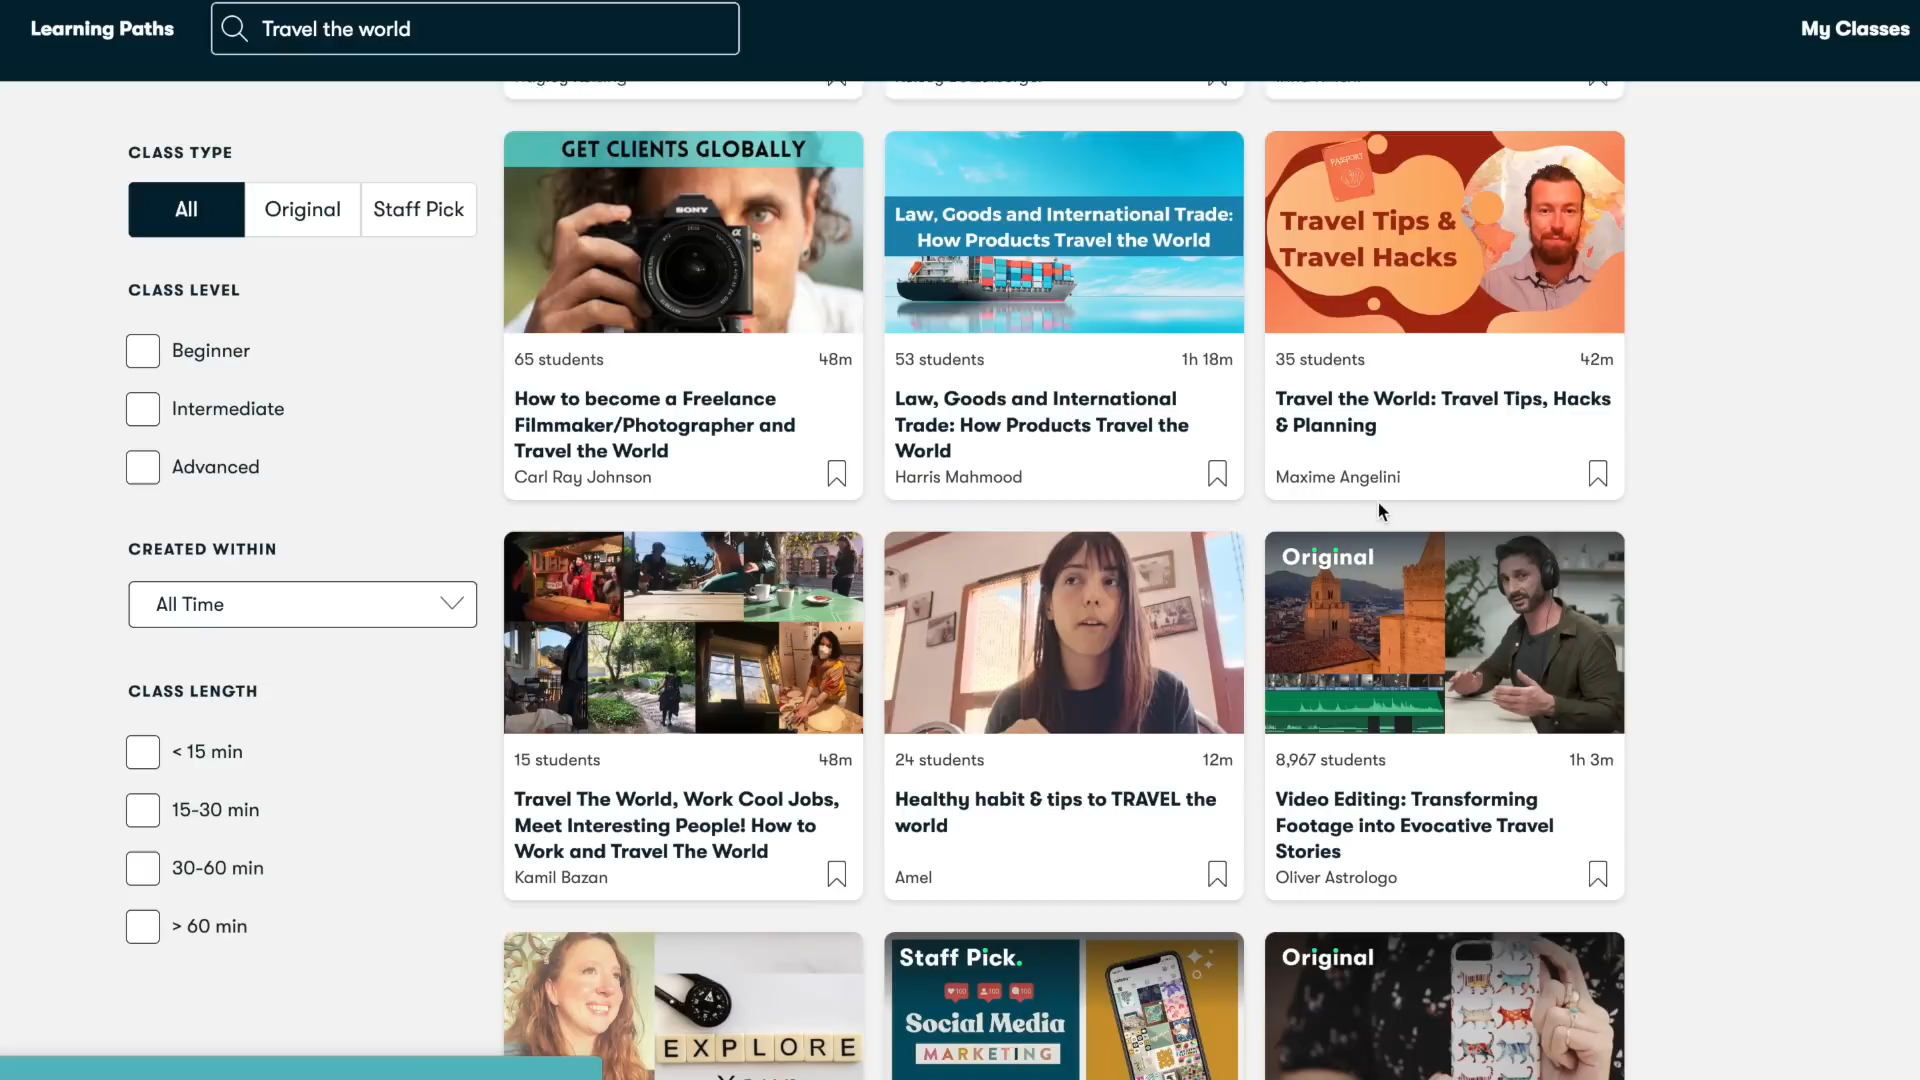 Learning Paths
Travel the world
My Classes
CLASS TYPE
All
Original
Staff Pick
CLASS LEVEL
Beginner
Intermediate
Advanced
CREATED WITHIN
All Time
CLASS LENGTH
< 15 min
15-30 min
30-60 min
> 60 min
GET CLIENTS GLOBALLY
SONY
65 students
48m
How to become a Freelance
Filmmaker/Photographer and
Travel the World
Carl Ray Johnson
Law, Goods and International Trade:
How Products Travel the World
53 students
1h 18m
Law, Goods and International
Trade: How Products Travel the
World
Harris Mahmood
PASSPORT
Travel Tips &
Travel Hacks
35 students
42m
Travel the World: Travel Tips, Hacks
& Planning
Maxime Angelini
15 students
48m
Travel The World, Work Cool Jobs,
Meet Interesting People! How to
Work and Travel The World
Kamil Bazan
24 students
12m
Healthy habit & tips to TRAVEL the
world
Amel
Original
8,967 students
1h 3m
Video Editing: Transforming
Footage into Evocative Travel
Stories
Oliver Astrologo
EXPLORE
Staff Pick.
100
100
100
Social Media
MARKETING
Original